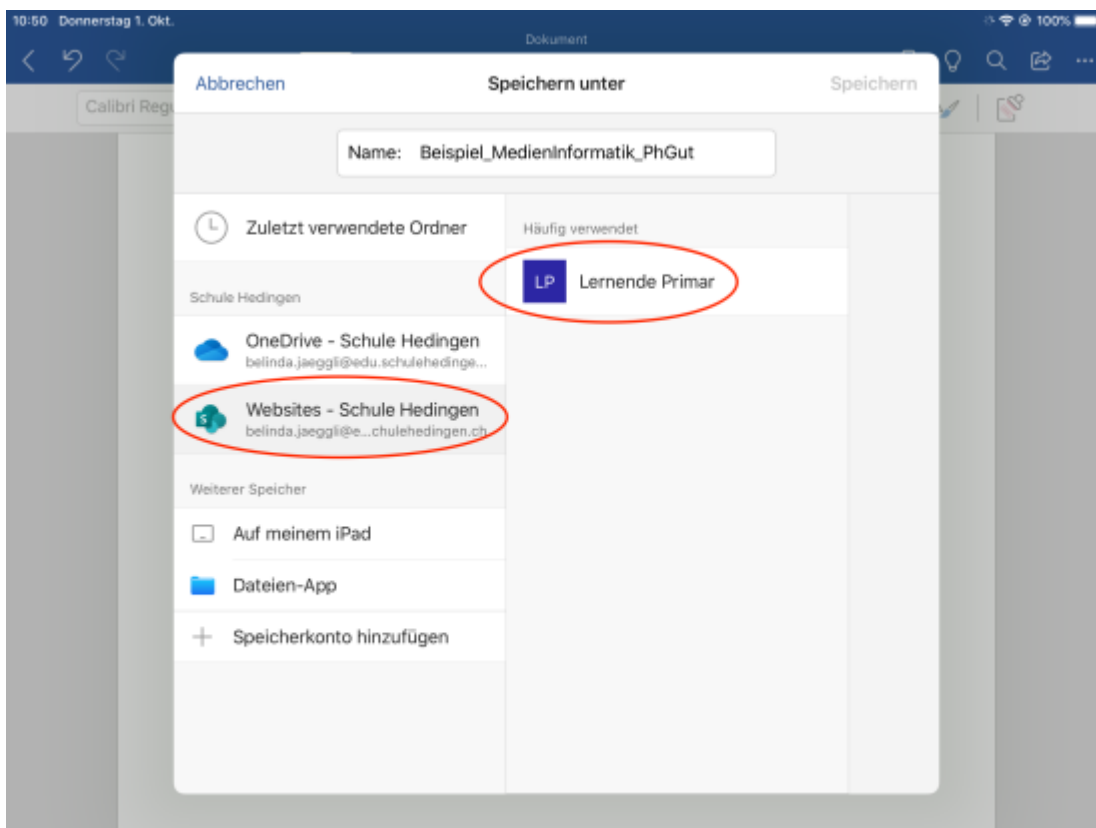 10:50 Donnerstag 1. Okt.
100%
Dokument
Calibri Regu
Abbrechen
Speichern unter
Speichern
Name: Beispiel_MedienInformatik_PhGut
Zuletzt verwendete Ordner
Schule Hedingen
OneDrive - Schule Hedingen
belinda.jaeggli@edu.schulehedinge...
Websites - Schule Hedingen
belinda.jaeggli@e...chulehedingen.ch
Weiterer Speicher
Auf meinem iPad
Dateien-App
Speicherkonto hinzufügen
Häufig verwendet
LP Lernende Primar